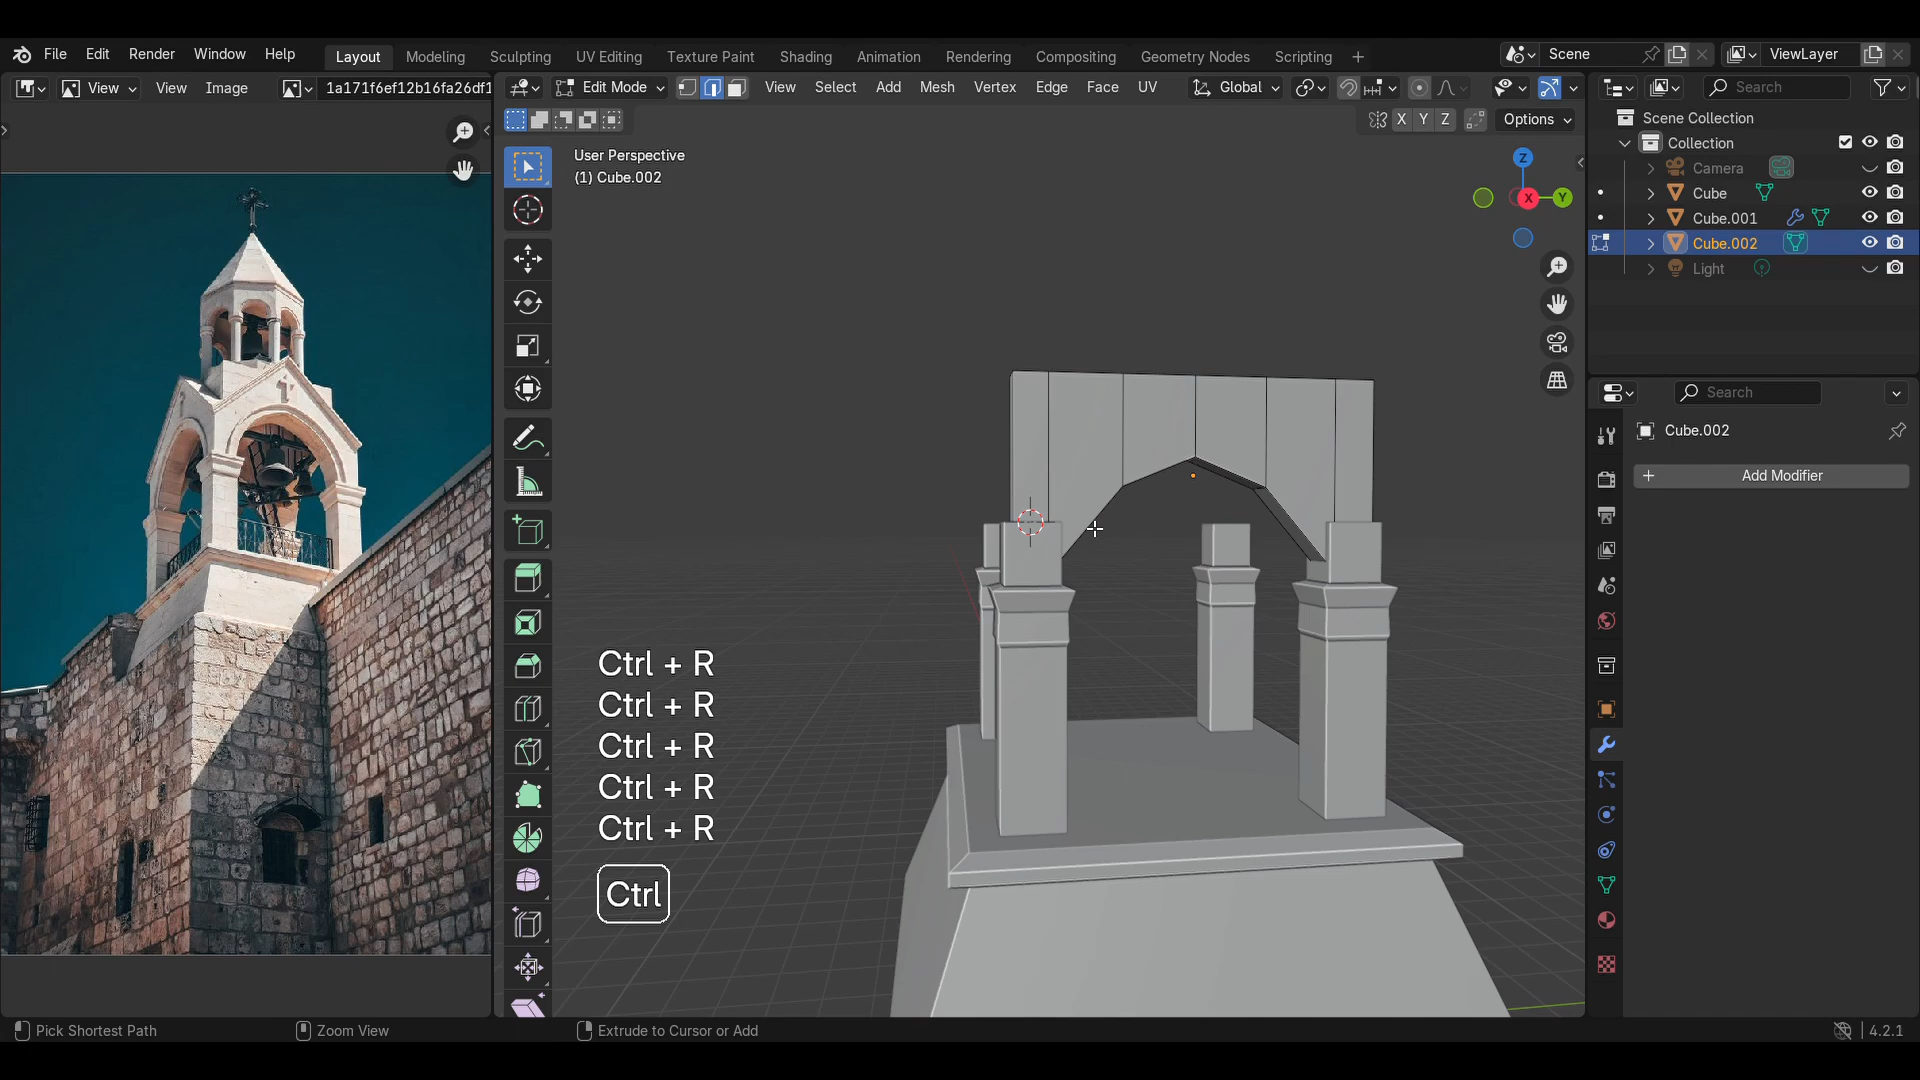 File Edit Render Window Help Layout Modeling Sculpting UV Editing Texture Paint Shading Animation Rendering Compositing Geometry Nodes Scripting + Scene ViewLayer
View View Image 1a171f6ef12b16fa26df1 Edit Mode View Select Add Mesh Vertex Edge Face UV Global Search
X Y Z Options
User Perspective
(1) Cube.002
Z
X
Y
Scene Collection
Collection
Camera
Cube
Cube.001
Cube.002
Light
Search
Cube.002
+ Add Modifier
Ctrl + R
Ctrl + R
Ctrl + R
Ctrl + R
Ctrl + R
Ctrl
Pick Shortest Path Zoom View Extrude to Cursor or Add 4.2.1